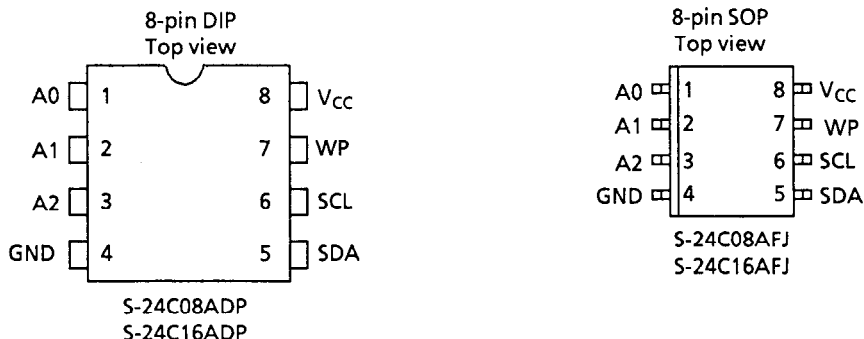 8-pin DIP
Top view
A0 1 8 VCC
A1 2 7 WP
A2 3 6 SCL
GND 4 5 SDA
S-24C08ADP
S-24C16ADP
8-pin SOP
Top view
A0 1 8 VCC
A1 2 7 WP
A2 3 6 SCL
GND 4 5 SDA
S-24C08AFJ
S-24C16AFJ